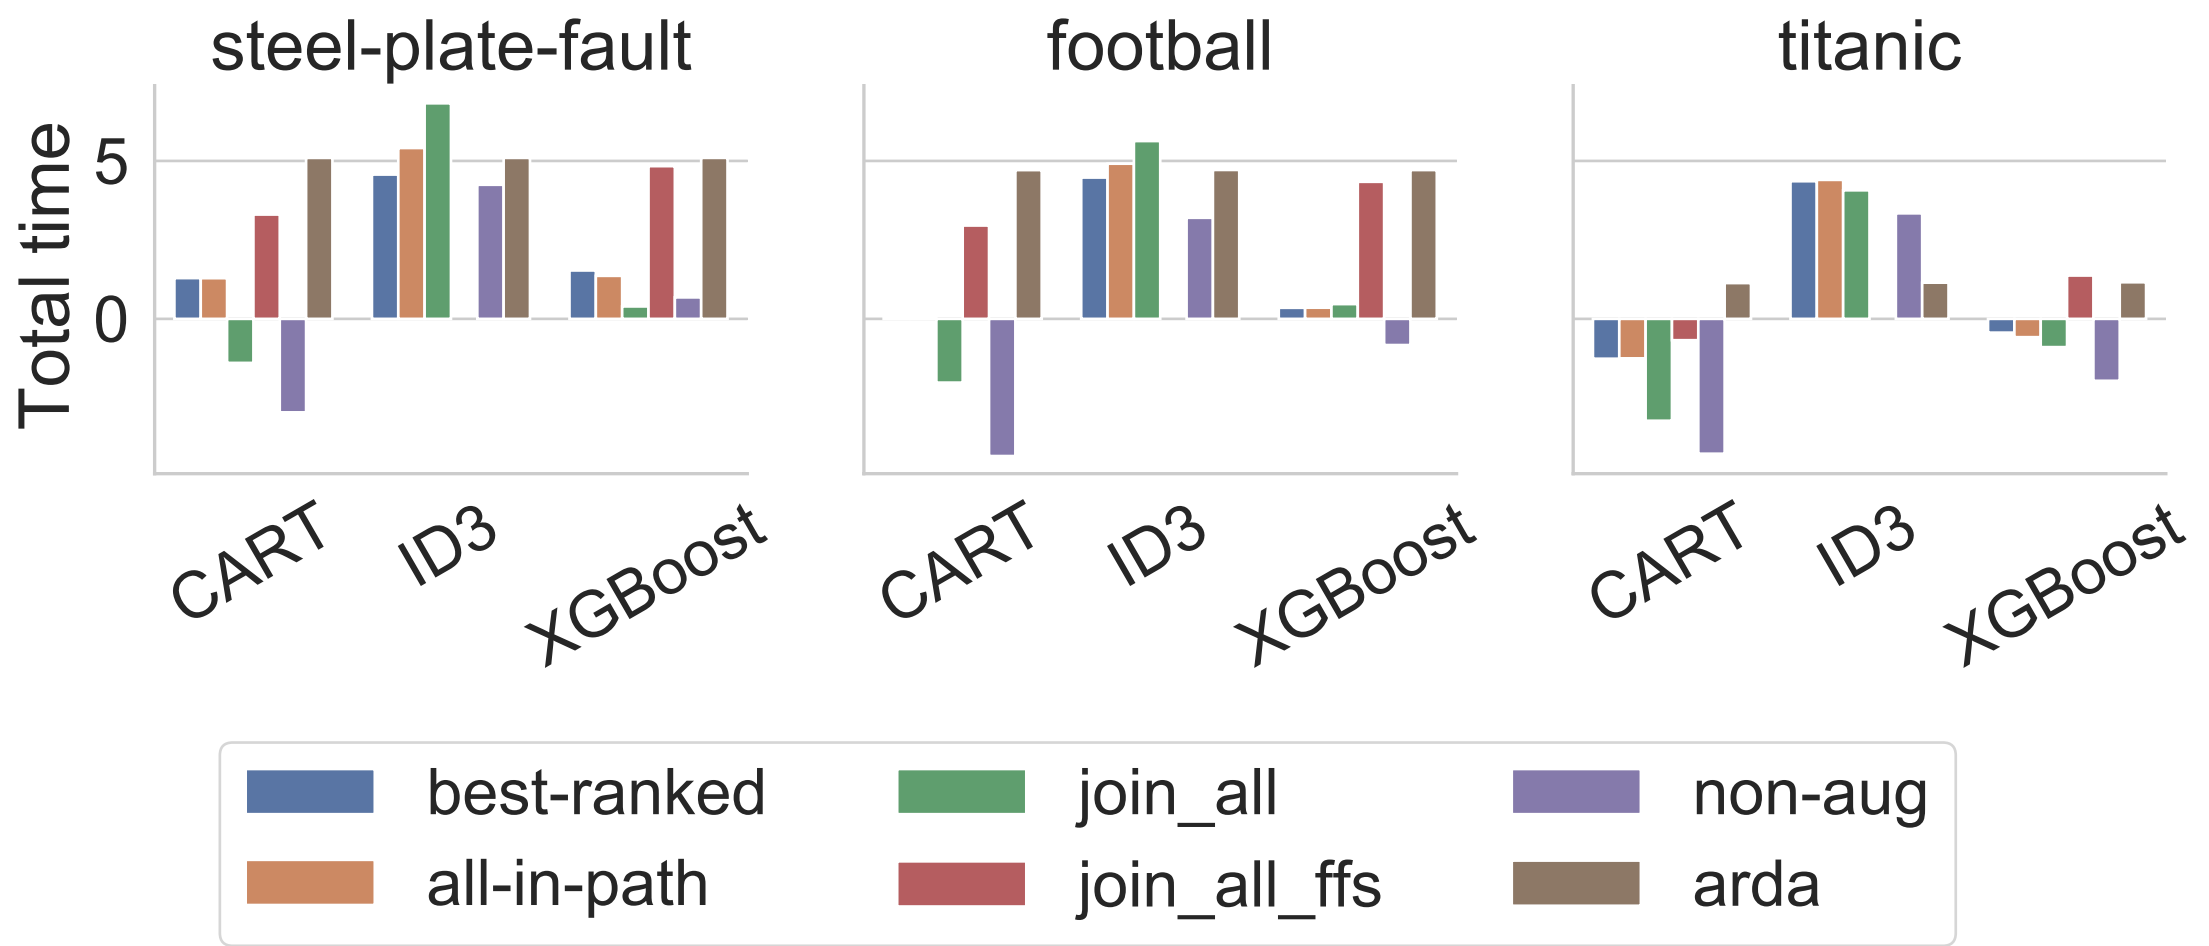 steel-plate-fault
football
titanic
Total time
5
0
CART
ID3
XGBoost
CART
ID3
XGBoost
CART
ID3
XGBoost
best-ranked
join_all
non-aug
all-in-path
join_all_ffs
arda